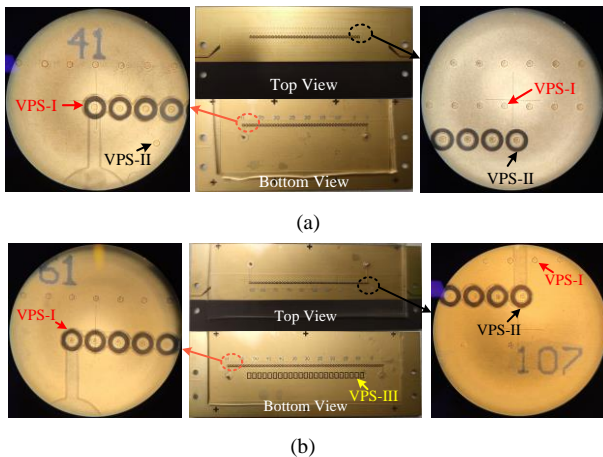 41
VPS-I
VPS-II
Top View
Bottom View
VPS-I
VPS-II
(a)
61
VPS-I
Top View
Bottom View
VPS-III
VPS-I
VPS-II
107
(b)